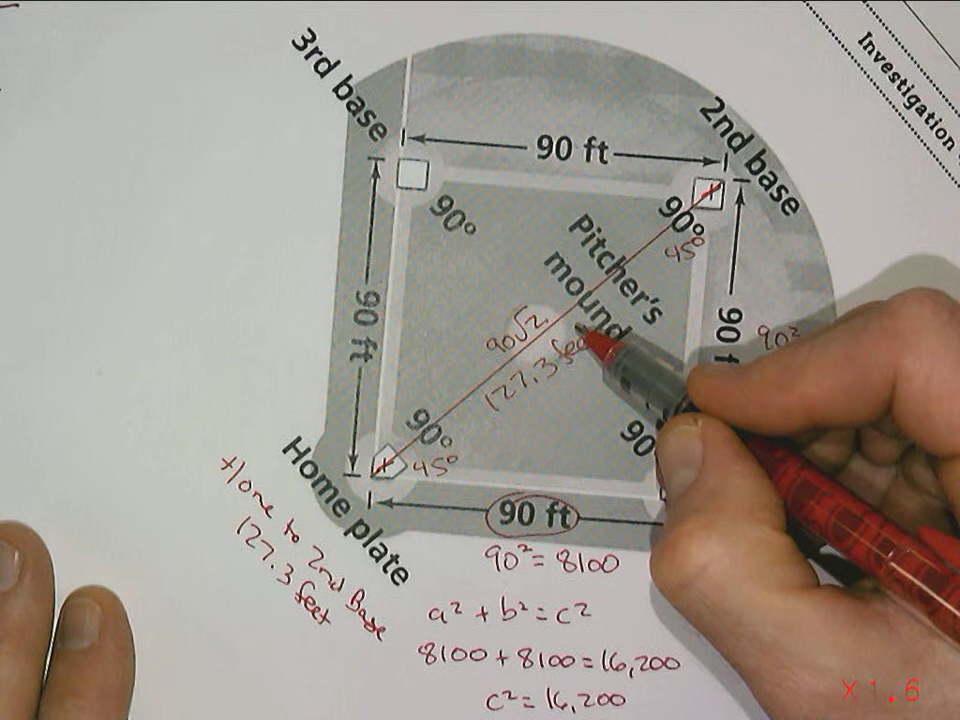 Investigation
3rd base
2nd base
90 ft
90°
90°
45°
Pitcher's
mound
90 ft
90√2
127.3 feet
90²
90°
45°
90
Home plate
90 ft
Home to 2nd Base
127.3 feet
90² = 8100
a² + b² = c²
8100 + 8100 = 16,200
c² = 16,200
X1.6